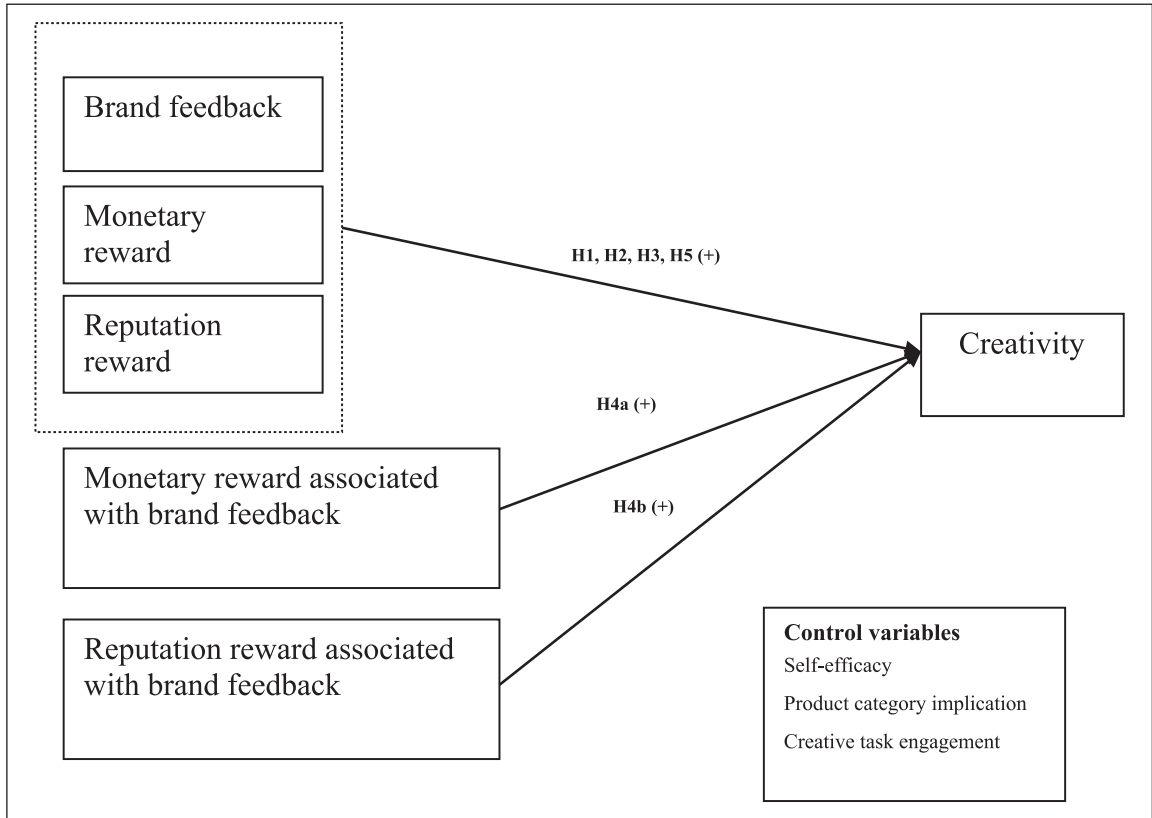 Brand feedback
Monetary
reward
Reputation
reward
H1, H2, H3, H5 (+)
Creativity
H4a (+)
Monetary reward associated
with brand feedback
H4b (+)
Reputation reward associated
with brand feedback
Control variables
Self-efficacy
Product category implication
Creative task engagement